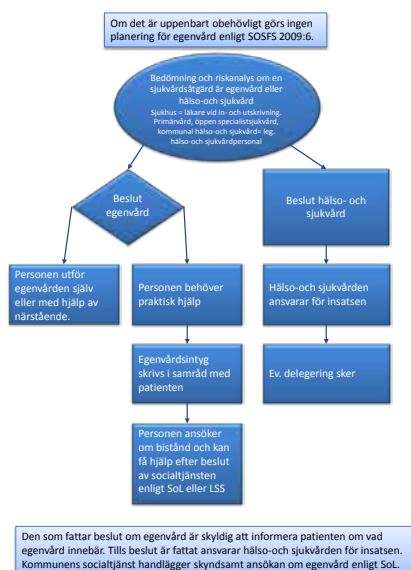 Om det är uppenbart obehövligt görs ingen
planering för egenvård enligt SOSFS 2009:6.
Bedömning och riskanalys om en
sjukvårdsåtgärd är egenvård eller
hälso-och sjukvård
Sjukhus = läkare vid in- och utskrivning.
Primärvård, öppen specialistsjukvård,
kommunal hälso-och sjukvård= leg.
hälso-och sjukvårdpersonal
Beslut
egenvård
Beslut hälso- och
sjukvård
Personen utför
egenvården själv
eller med hjälp av
närstående.
Personen behöver
praktisk hjälp
Hälso-och sjukvården
ansvarar för insatsen
Egenvårdsintyg
skrivs i samråd med
patienten
Ev. delegering sker
Personen ansöker
om bistånd och kan
få hjälp efter beslut
av socialtjänsten
enligt SoL eller LSS
Den som fattar beslut om egenvård är skyldig att informera patienten om vad
egenvård innebär. Tills beslut är fattat ansvarar hälso-och sjukvården för insatsen.
Kommunens socialtjänst handlägger skyndsamt ansökan om egenvård enligt SoL.